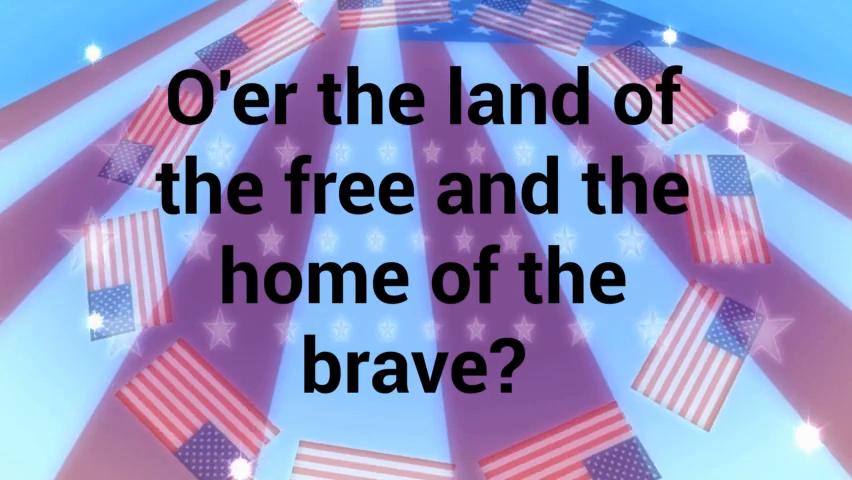 O'er the land of
the free and the
home of the
brave?